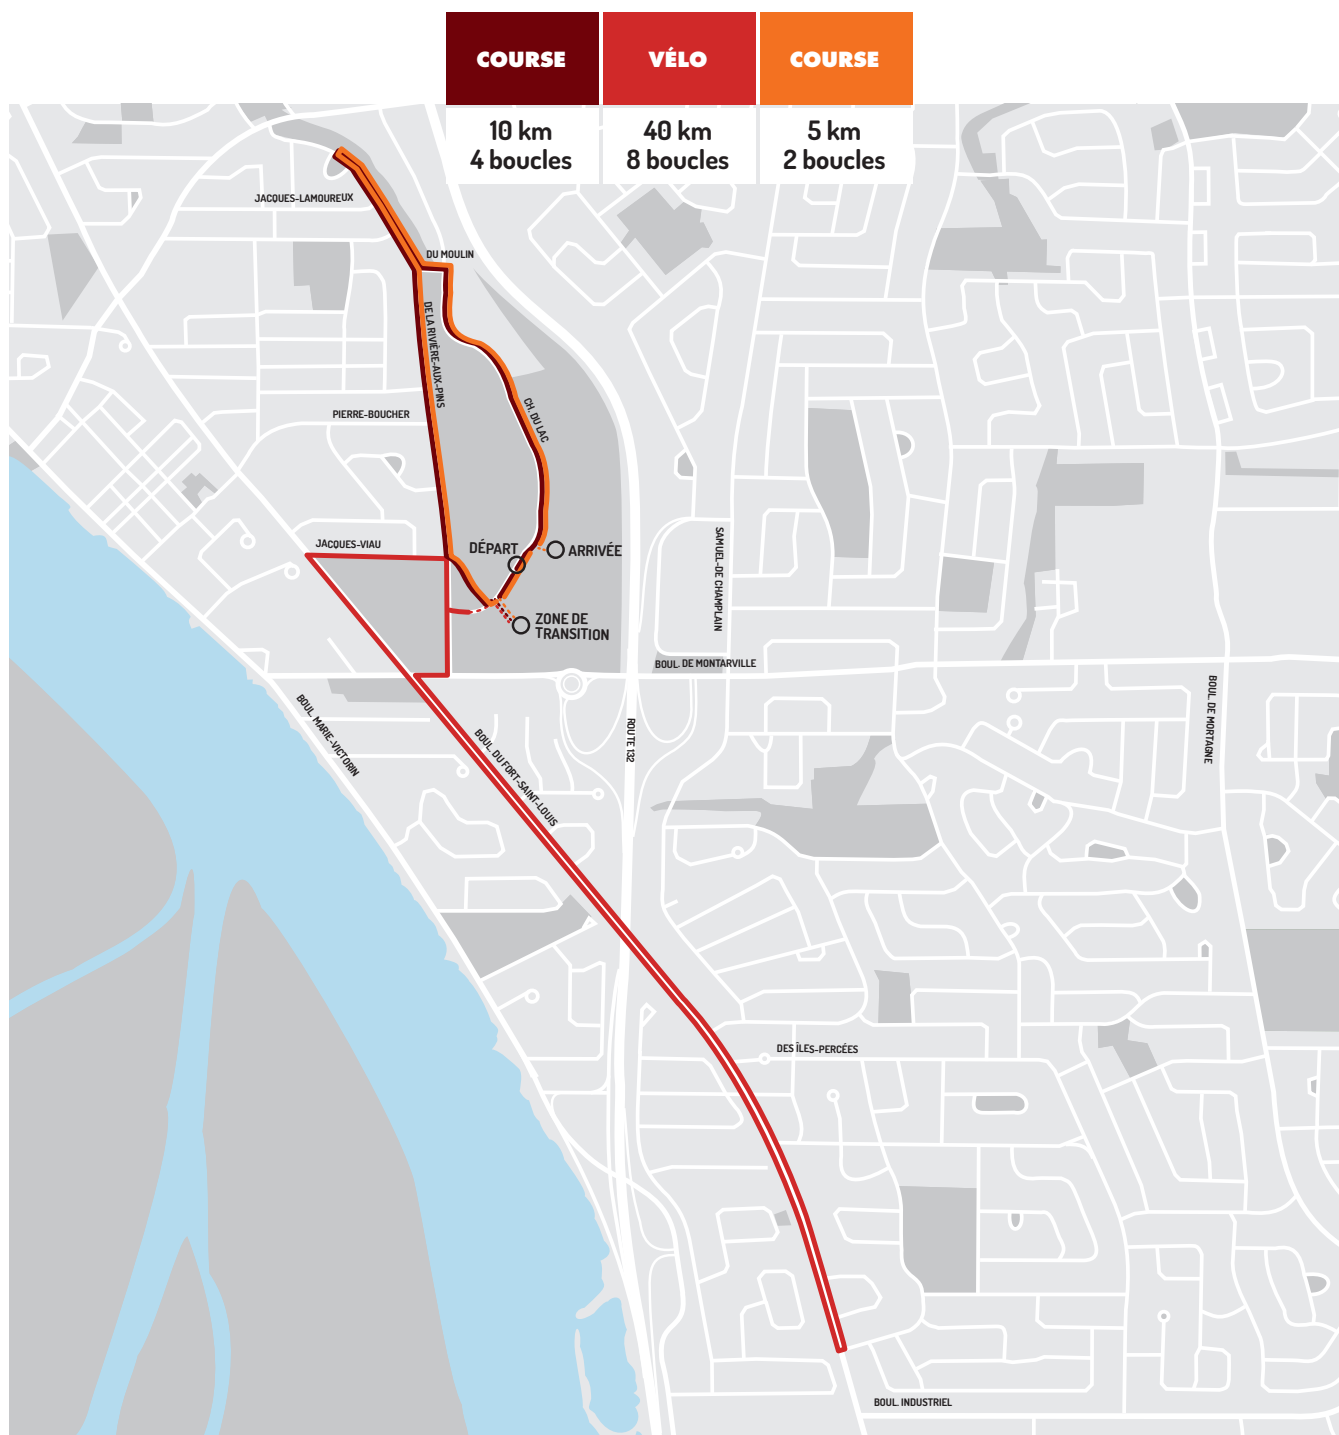 COURSE
VÉLO
COURSE
10 km
4 boucles
40 km
8 boucles
5 km
2 boucles
JACQUES-LAMOUREUX
DU MOULIN
DE LA RIVIÈRE-AUX-PINS
CH. DU LAC
PIERRE-BOUCHER
JACQUES-VIAU
DÉPART
ARRIVÉE
ZONE DE
TRANSITION
SAMUEL-DE CHAMPLAIN
BOUL. DE MONTARVILLE
BOUL. MARIE-VICTORIN
BOUL. DU FORT-SAINT-LOUIS
ROUTE 132
BOUL. DE MORTAGNE
DES ÎLES-PERCÉES
BOUL. INDUSTRIEL